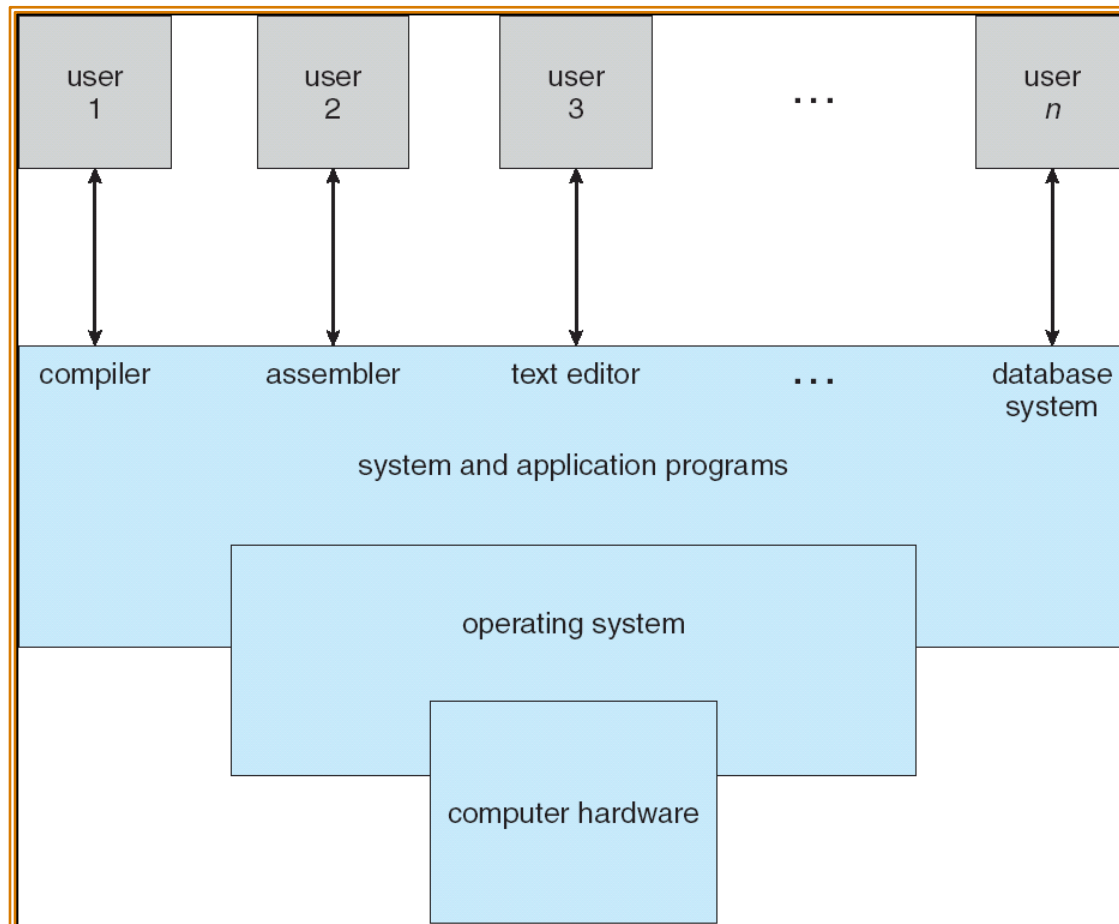 user
1
user
2
user
3
...
user
n
compiler
assembler
text editor
...
database
system
system and application programs
operating system
computer hardware